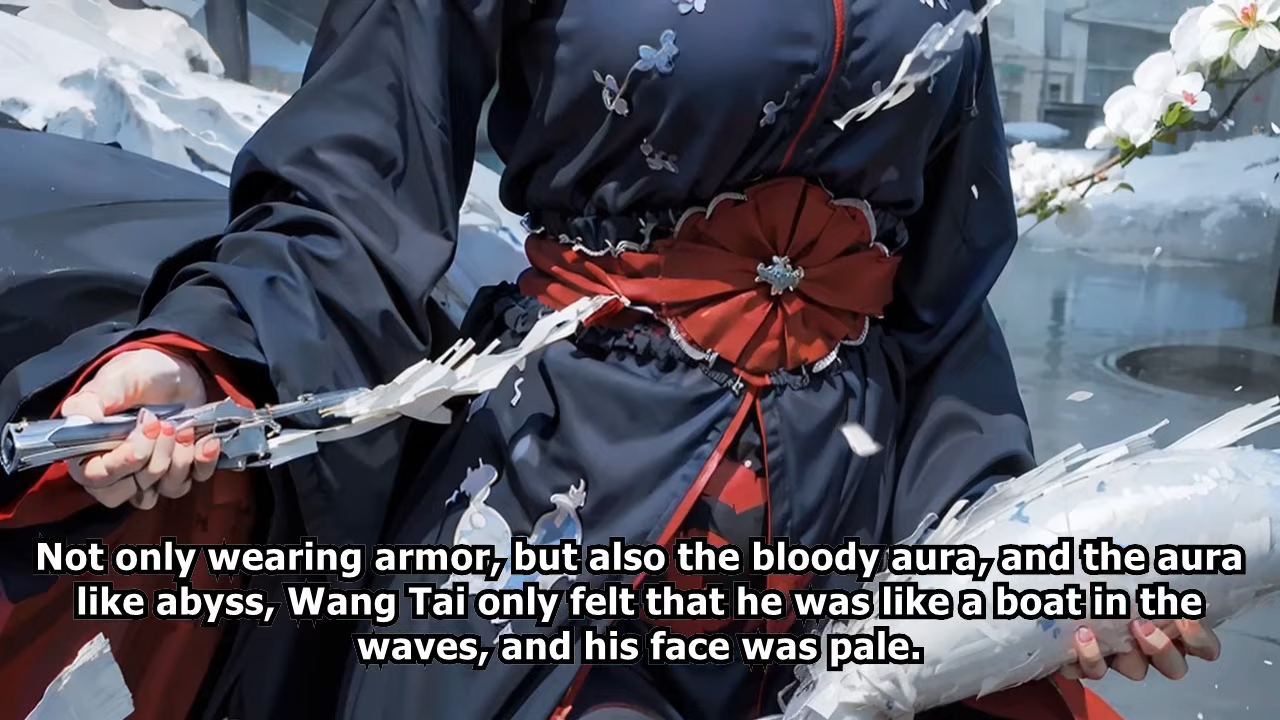 Not only wearing armor, but also the bloody aura, and the aura
like abyss, Wang Tai only felt that he was like a boat in the
waves, and his face was pale.